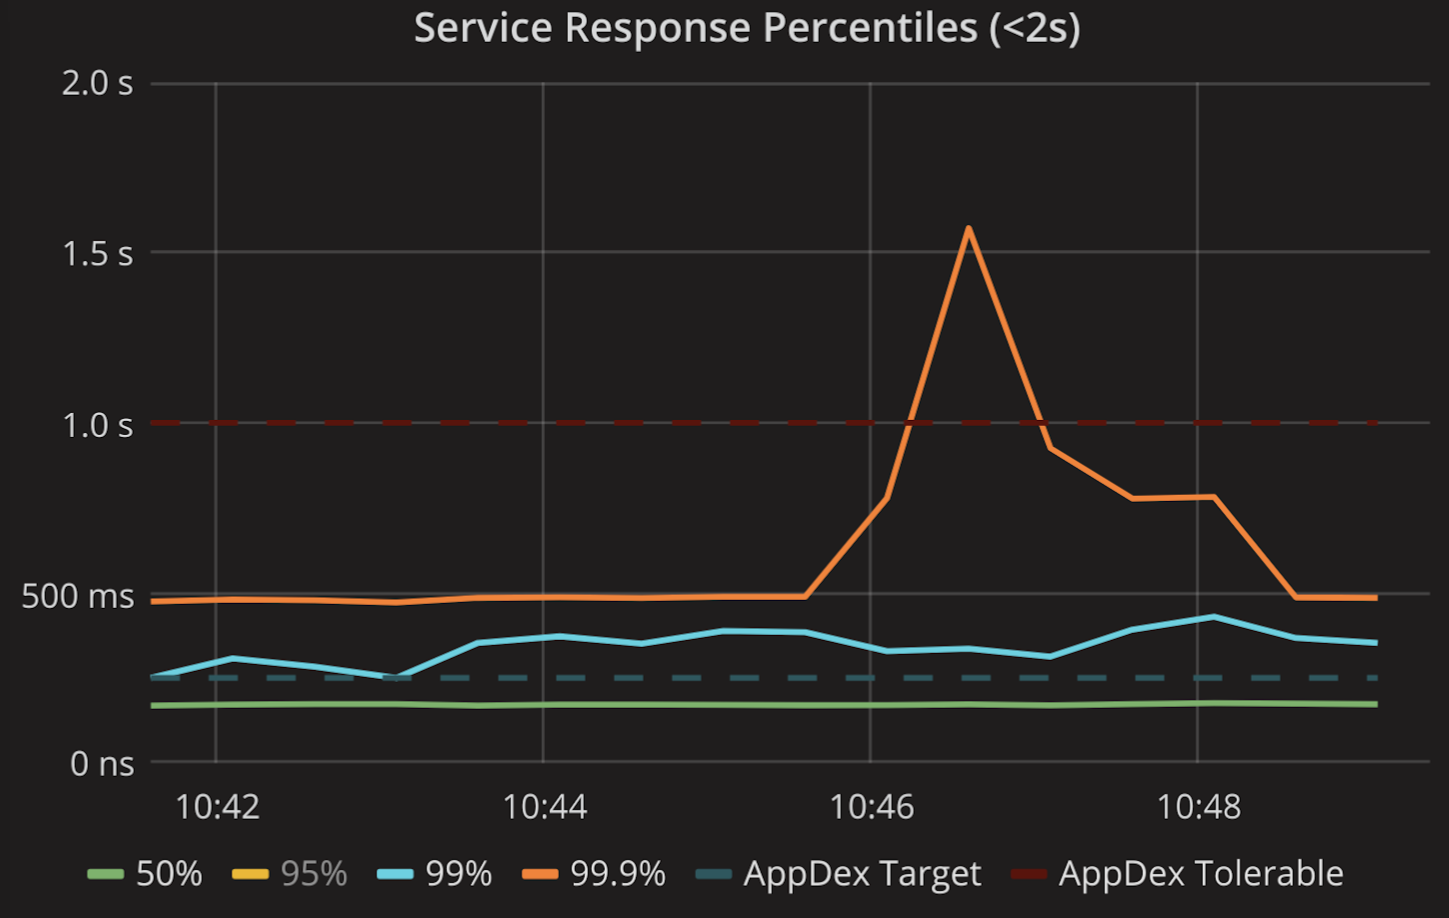 Service Response Percentiles (<2s)
2.0 s
1.5 s
1.0 s
500 ms
0 ns
10:42 10:44 10:46 10:48
50% 95% 99% 99.9% AppDex Target AppDex Tolerable